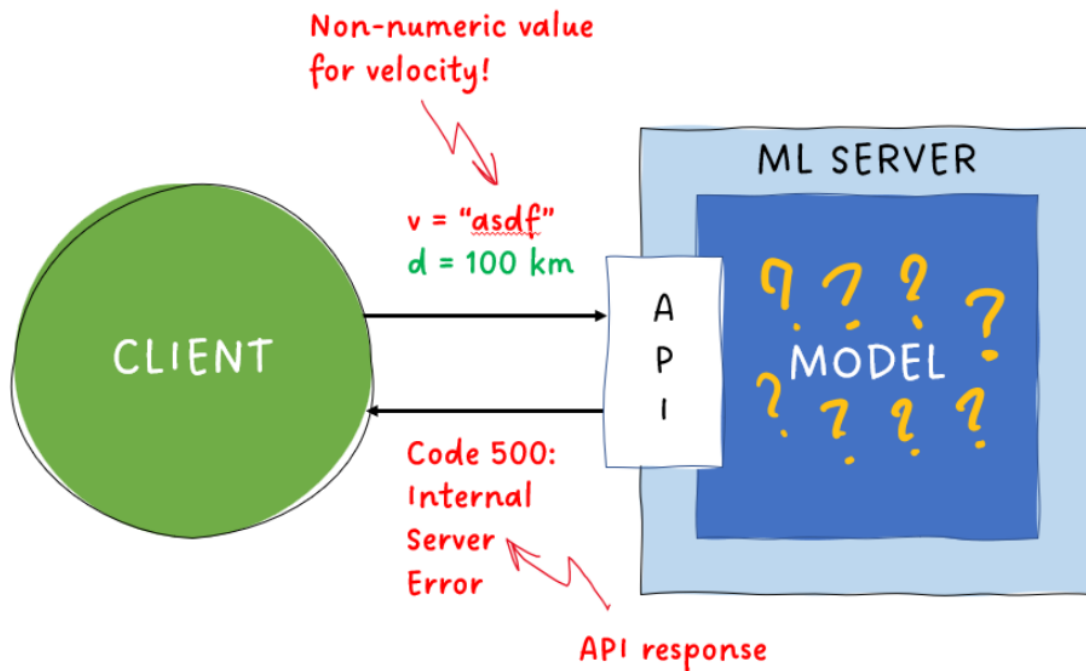 Non-numeric value
for velocity!
v = “asdf”
d = 100 km
CLIENT
ML SERVER
A
P
I
? ? ? ?
MODEL
? ? ? ?
Code 500:
Internal
Server
Error
API response